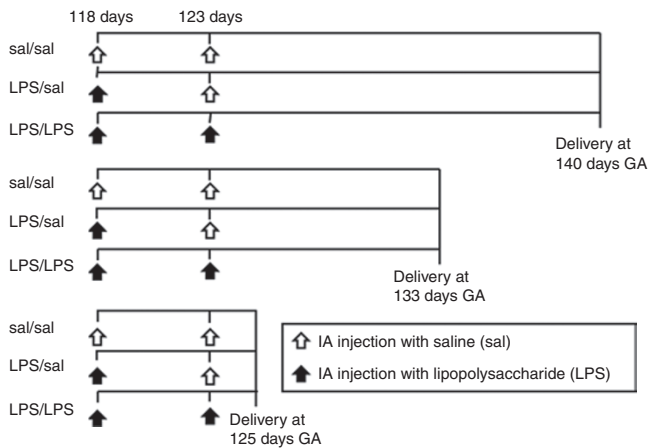 118 days 123 days
sal/sal
LPS/sal
LPS/LPS
Delivery at
140 days GA
sal/sal
LPS/sal
LPS/LPS
Delivery at
133 days GA
sal/sal
LPS/sal
LPS/LPS
Delivery at
125 days GA
IA injection with saline (sal)
IA injection with lipopolysaccharide (LPS)